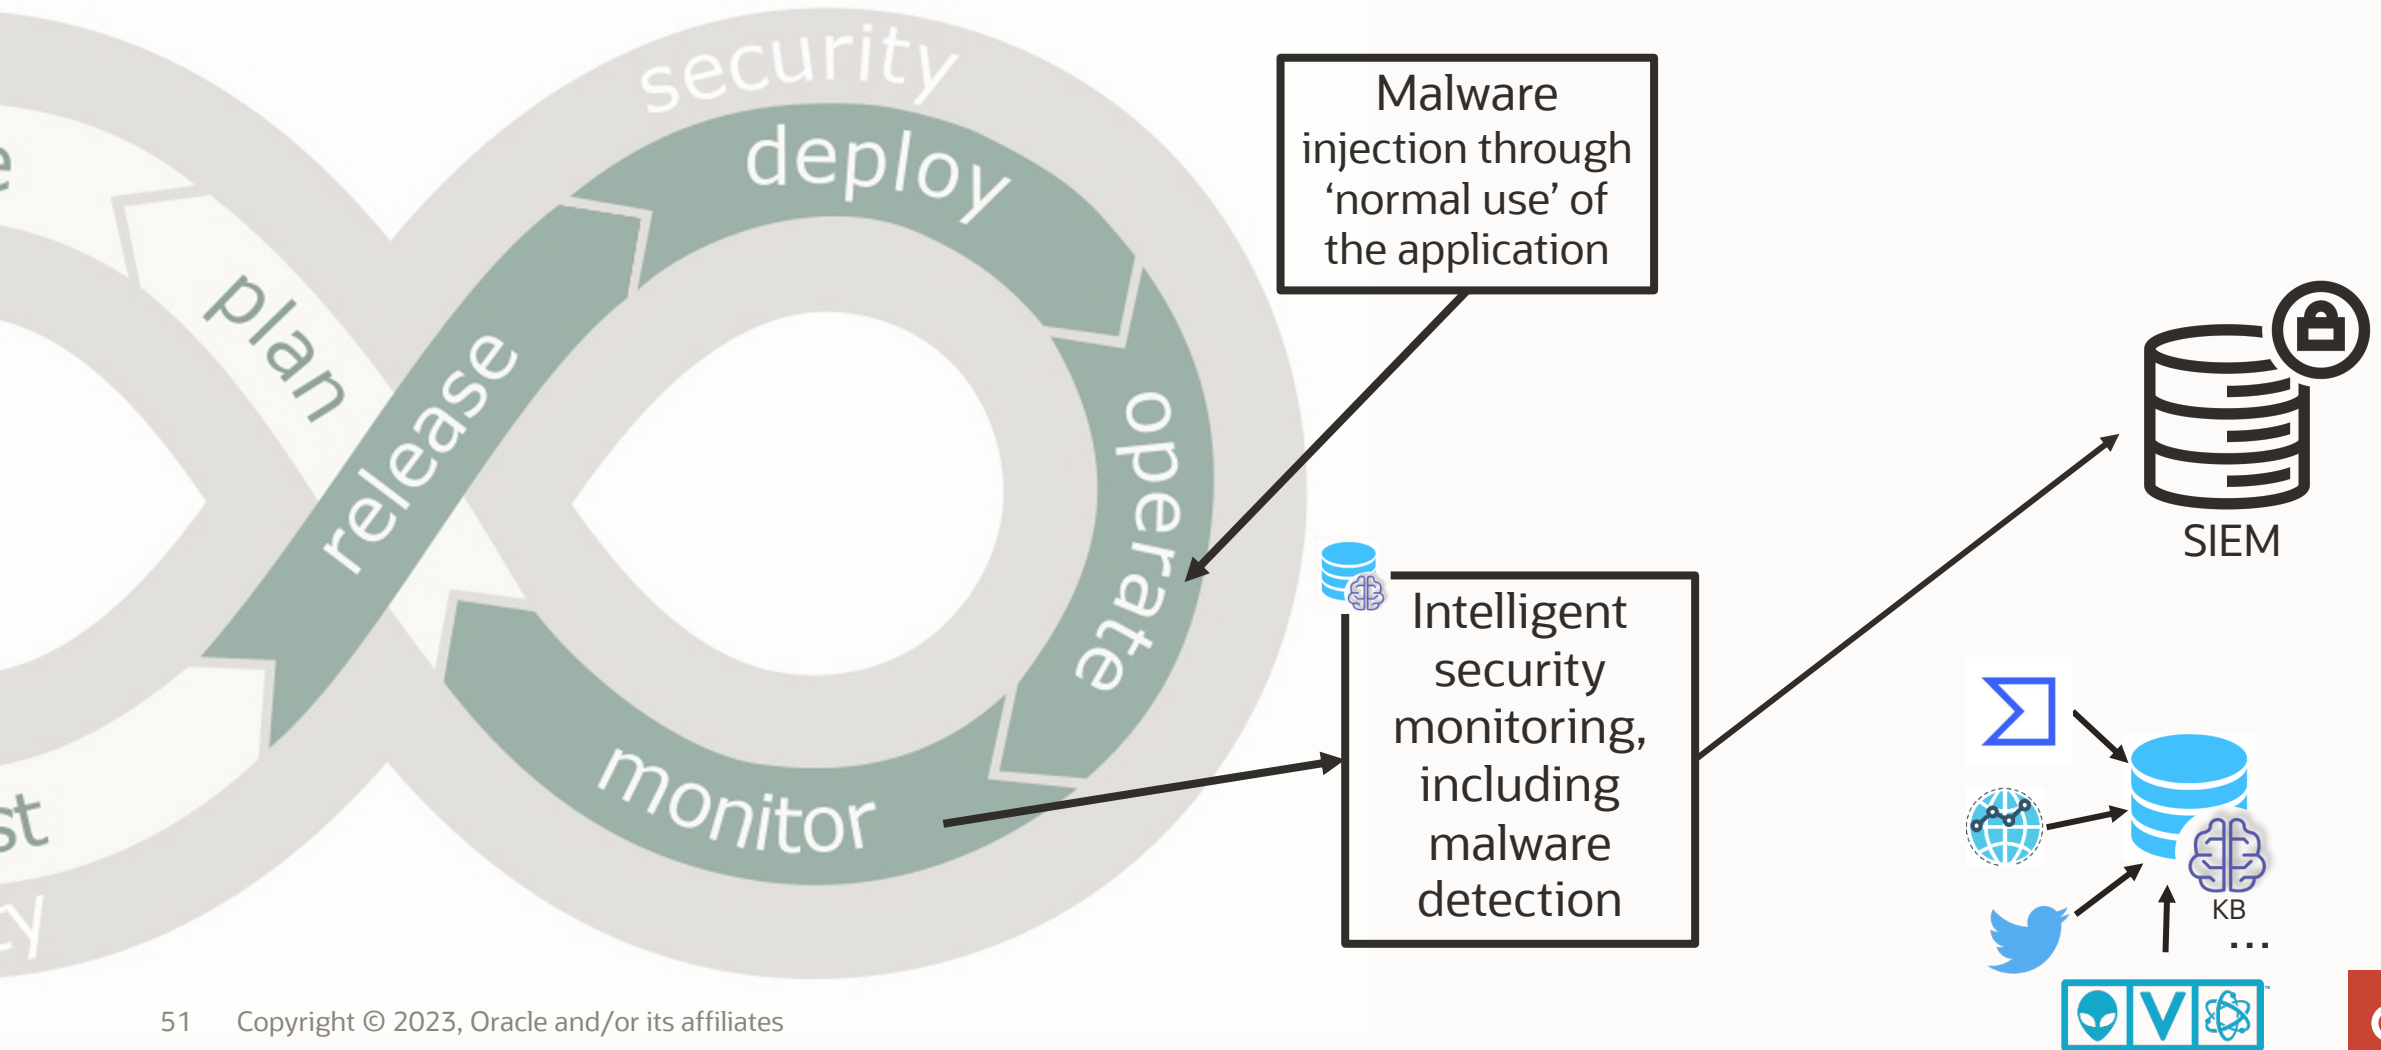 security
deploy
operate
monitor
release
plan
Malware
injection through
‘normal use’ of
the application
Intelligent
security
monitoring,
including
malware
detection
SIEM
KB
...
V
51 Copyright © 2023, Oracle and/or its affiliates